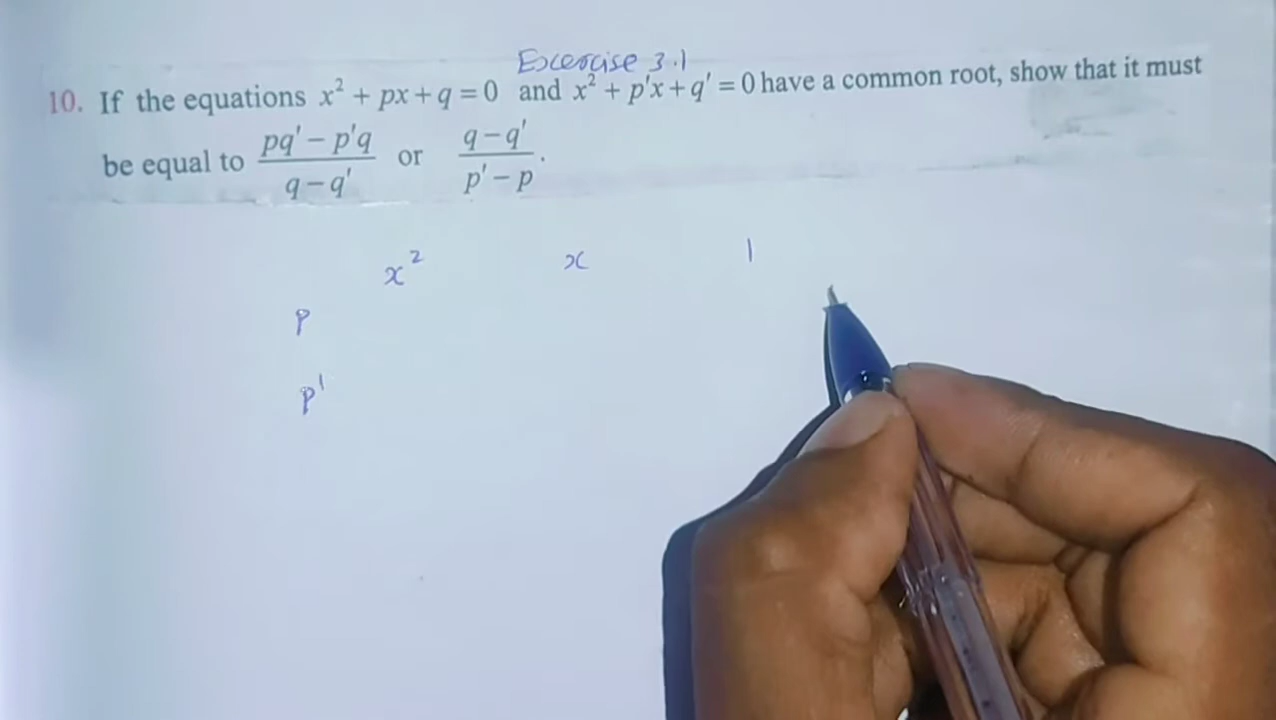 Excercise 3.1
10. If the equations x² + px + q = 0 and x² + p'x + q' = 0 have a common root, show that it must
be equal to (pq' − p'q)/(q − q') or (q − q')/(p' − p).
x² x 1
p
p'